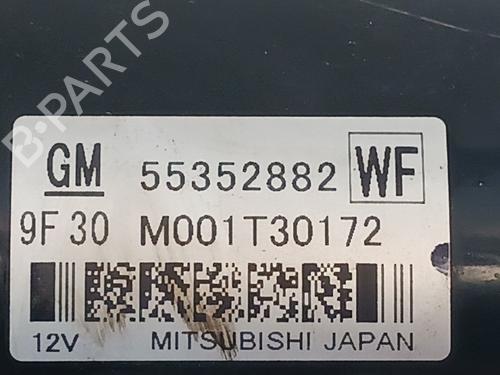 B-PARTS
GM 55352882 WF
9F 30 M001T30172
12V MITSUBISHI JAPAN